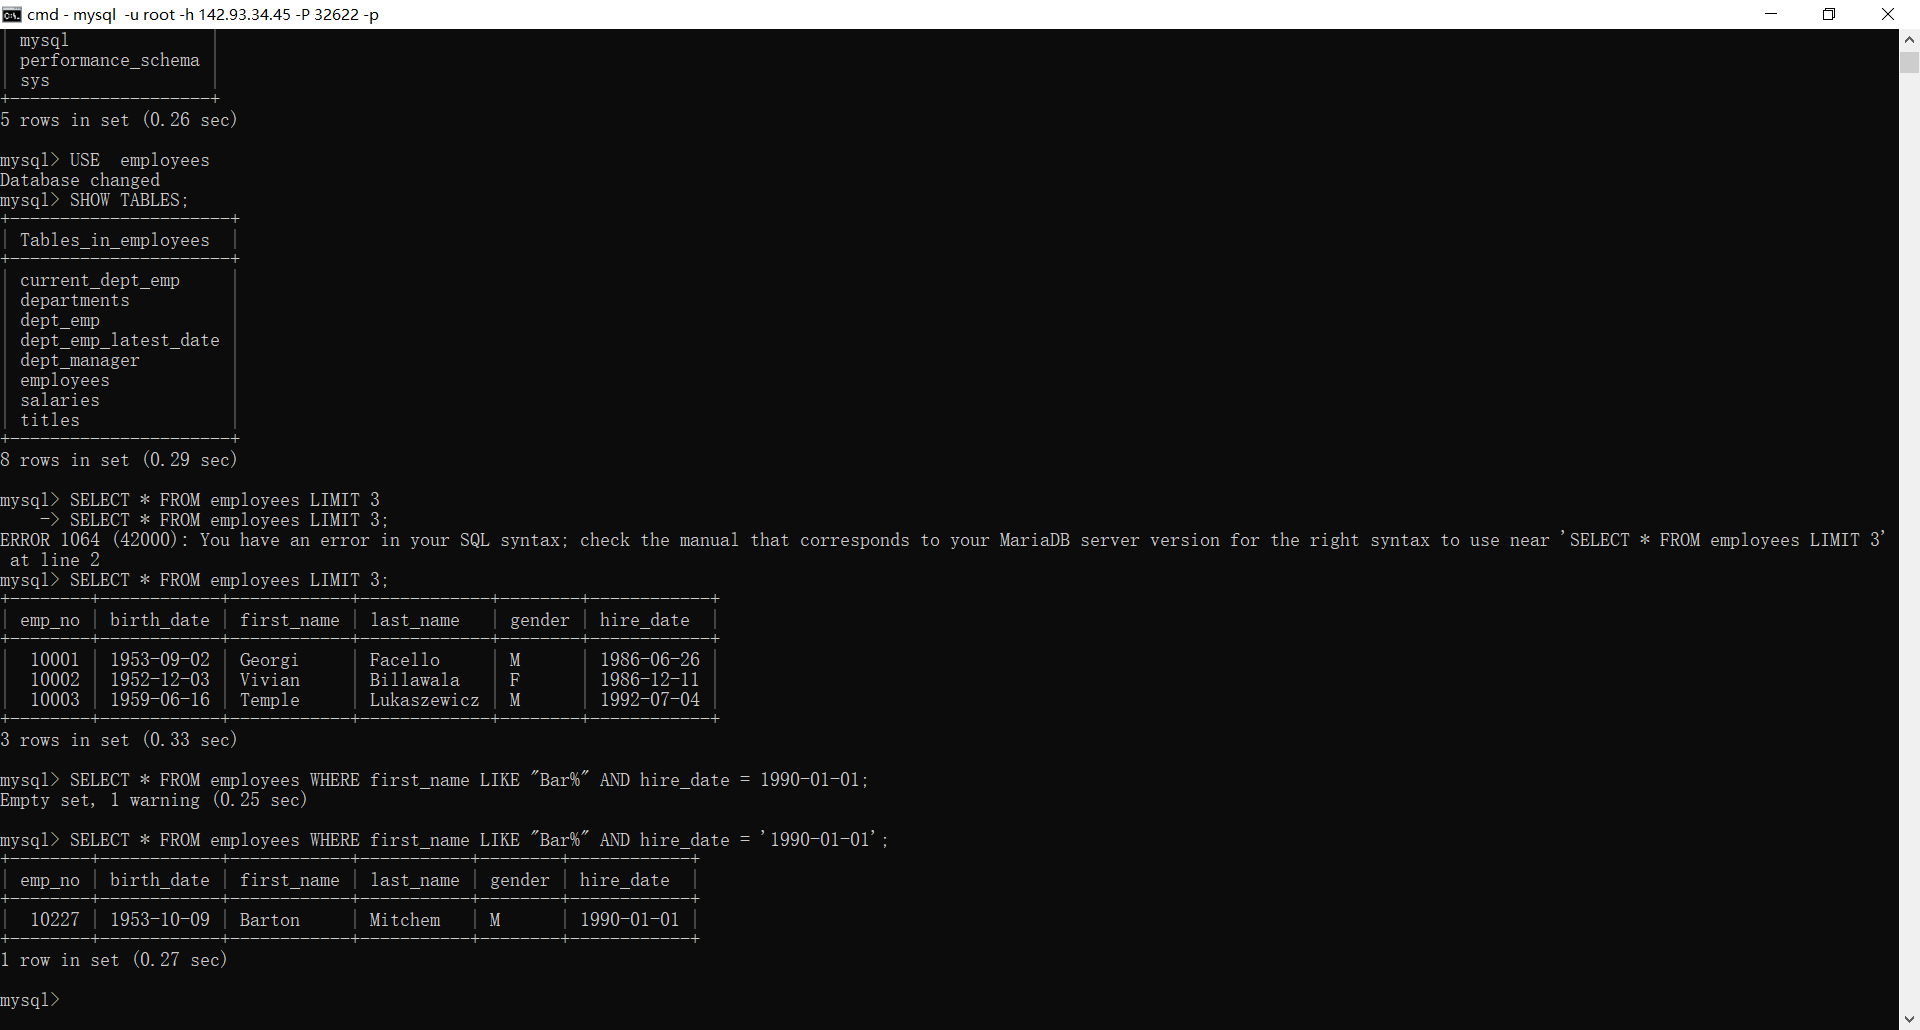 cmd - mysql  -u root -h 142.93.34.45 -P 32622 -p
| mysql              |
| performance_schema |
| sys                |
+--------------------+
5 rows in set (0.26 sec)
mysql> USE  employees
Database changed
mysql> SHOW TABLES;
+----------------------+
| Tables_in_employees  |
+----------------------+
| current_dept_emp     |
| departments          |
| dept_emp             |
| dept_emp_latest_date |
| dept_manager         |
| employees            |
| salaries             |
| titles               |
+----------------------+
8 rows in set (0.29 sec)
mysql> SELECT * FROM employees LIMIT 3
    -> SELECT * FROM employees LIMIT 3;
ERROR 1064 (42000): You have an error in your SQL syntax; check the manual that corresponds to your MariaDB server version for the right syntax to use near 'SELECT * FROM employees LIMIT 3'
 at line 2
mysql> SELECT * FROM employees LIMIT 3;
+--------+------------+------------+-------------+--------+------------+
| emp_no | birth_date | first_name | last_name   | gender | hire_date  |
+--------+------------+------------+-------------+--------+------------+
|  10001 | 1953-09-02 | Georgi     | Facello     | M      | 1986-06-26 |
|  10002 | 1952-12-03 | Vivian     | Billawala   | F      | 1986-12-11 |
|  10003 | 1959-06-16 | Temple     | Lukaszewicz | M      | 1992-07-04 |
+--------+------------+------------+-------------+--------+------------+
3 rows in set (0.33 sec)
mysql> SELECT * FROM employees WHERE first_name LIKE "Bar%" AND hire_date = 1990-01-01;
Empty set, 1 warning (0.25 sec)
mysql> SELECT * FROM employees WHERE first_name LIKE "Bar%" AND hire_date = '1990-01-01';
+--------+------------+------------+-----------+--------+------------+
| emp_no | birth_date | first_name | last_name | gender | hire_date  |
+--------+------------+------------+-----------+--------+------------+
|  10227 | 1953-10-09 | Barton     | Mitchem   | M      | 1990-01-01 |
+--------+------------+------------+-----------+--------+------------+
1 row in set (0.27 sec)
mysql>